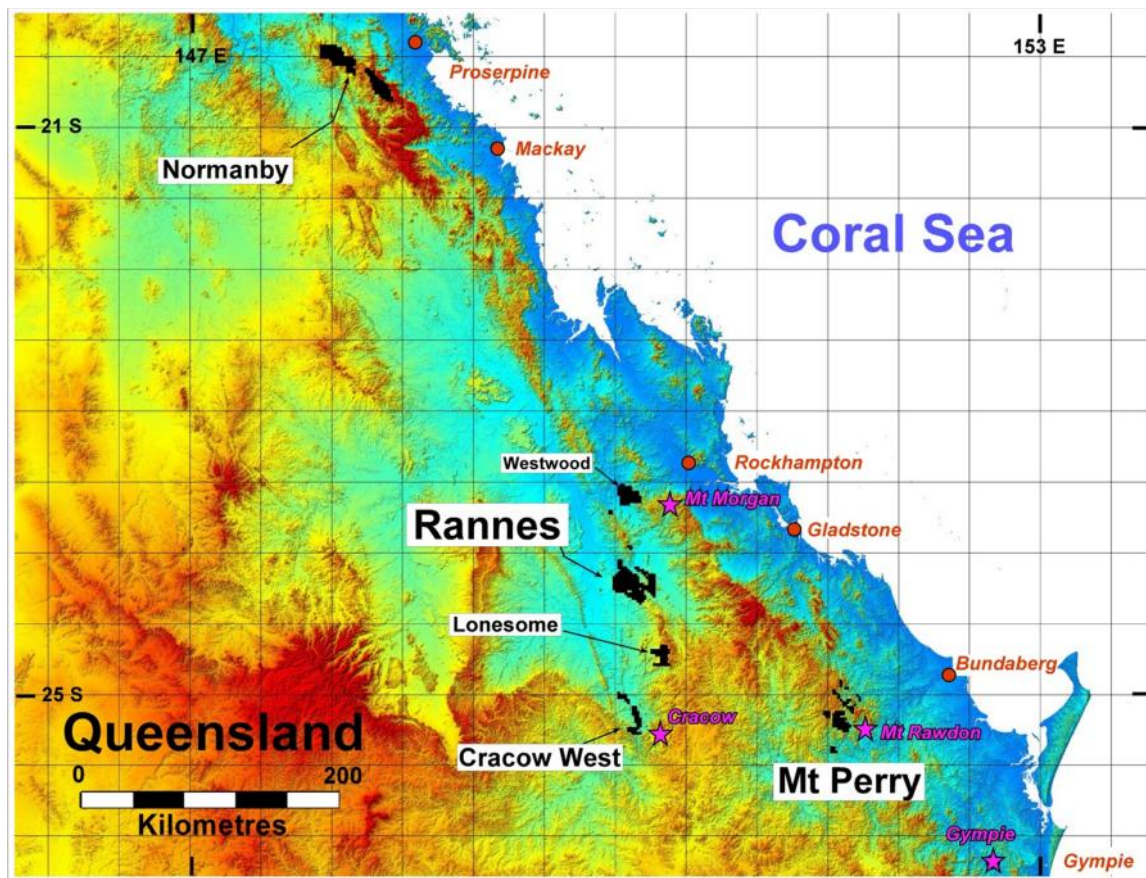 147 E
153 E
Proserpine
21 S
Mackay
Normanby
Coral Sea
Westwood
Rockhampton
Mt Morgan
Rannes
Gladstone
Lonesome
Bundaberg
25 S
Queensland
Cracow
Mt Rawdon
Cracow West
0
200
Mt Perry
Kilometres
Gympie
Gympie